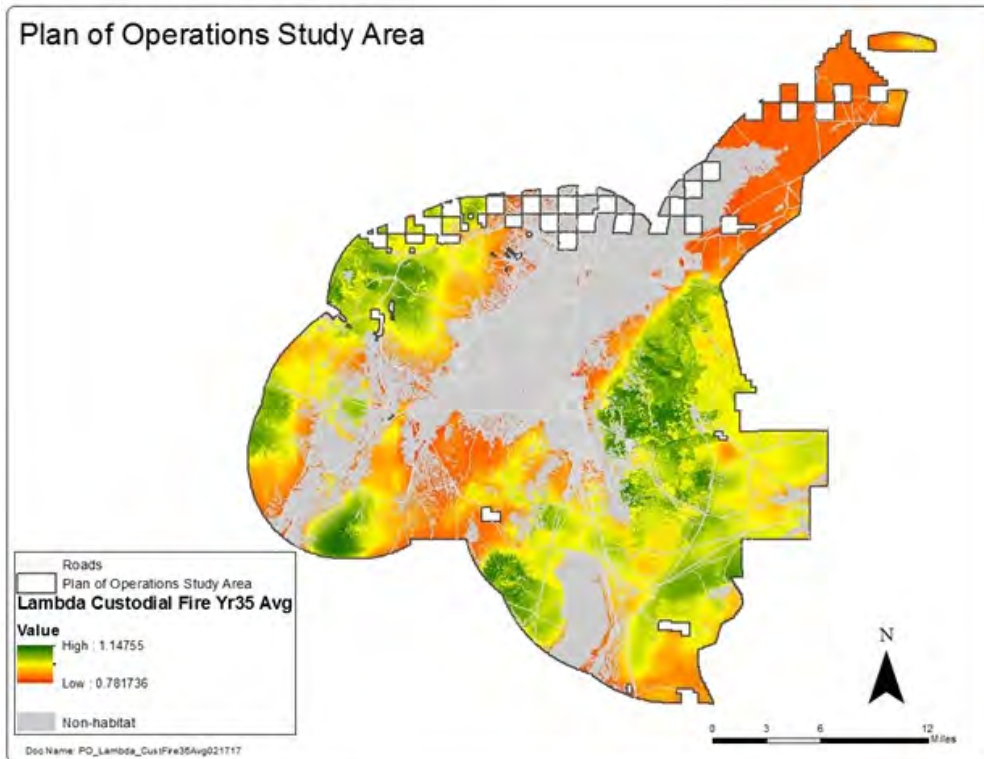 Plan of Operations Study Area
Roads
Plan of Operations Study Area
Lambda Custodial Fire Yr35 Avg
Value
High : 1.14755
Low : 0.781736
Non-habitat
Doc Name: PO_Lambda_CustFire35Avg021717
N
0 3 6 12
Miles